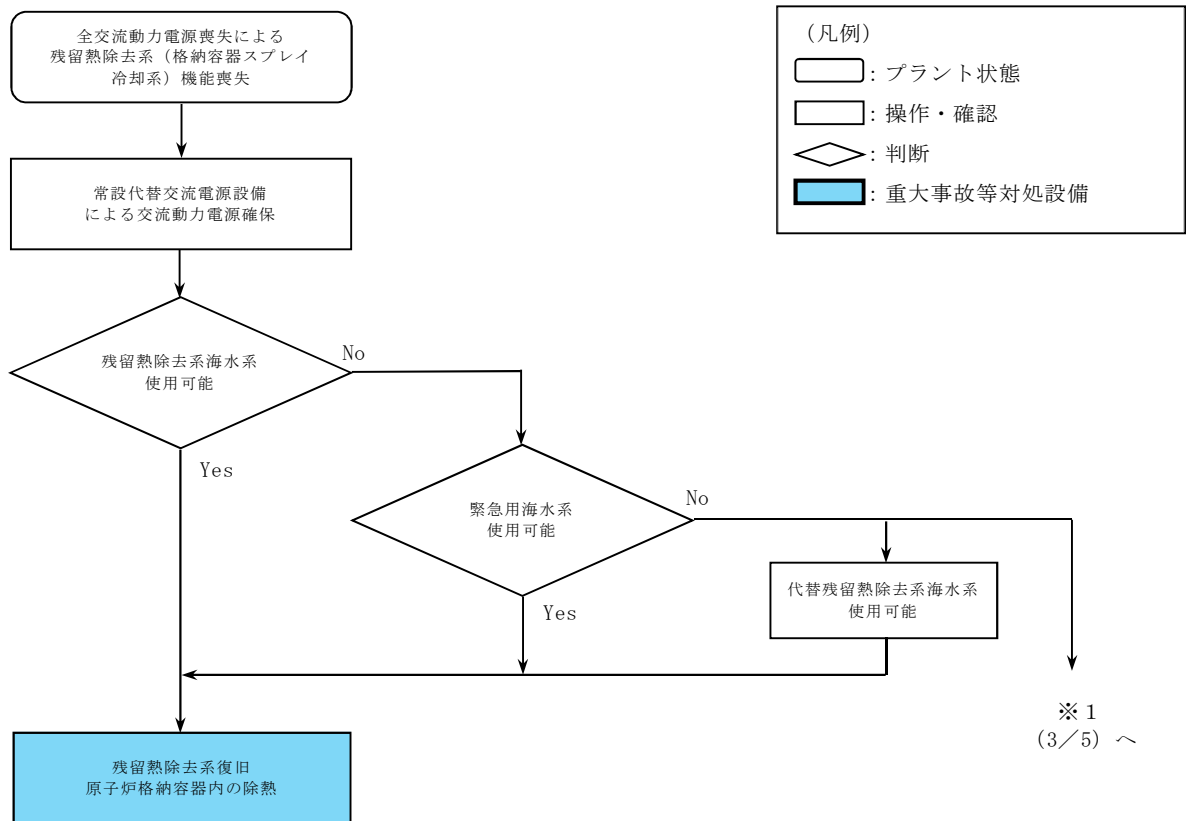 全交流動力電源喪失による
残留熱除去系（格納容器スプレイ
冷却系）機能喪失
常設代替交流電源設備
による交流動力電源確保
残留熱除去系海水系
使用可能
No
Yes
緊急用海水系
使用可能
No
Yes
代替残留熱除去系海水系
使用可能
※１
(3／5) へ
残留熱除去系復旧
原子炉格納容器内の除熱
（凡例）
：プラント状態
：操作・確認
：判断
：重大事故等対処設備